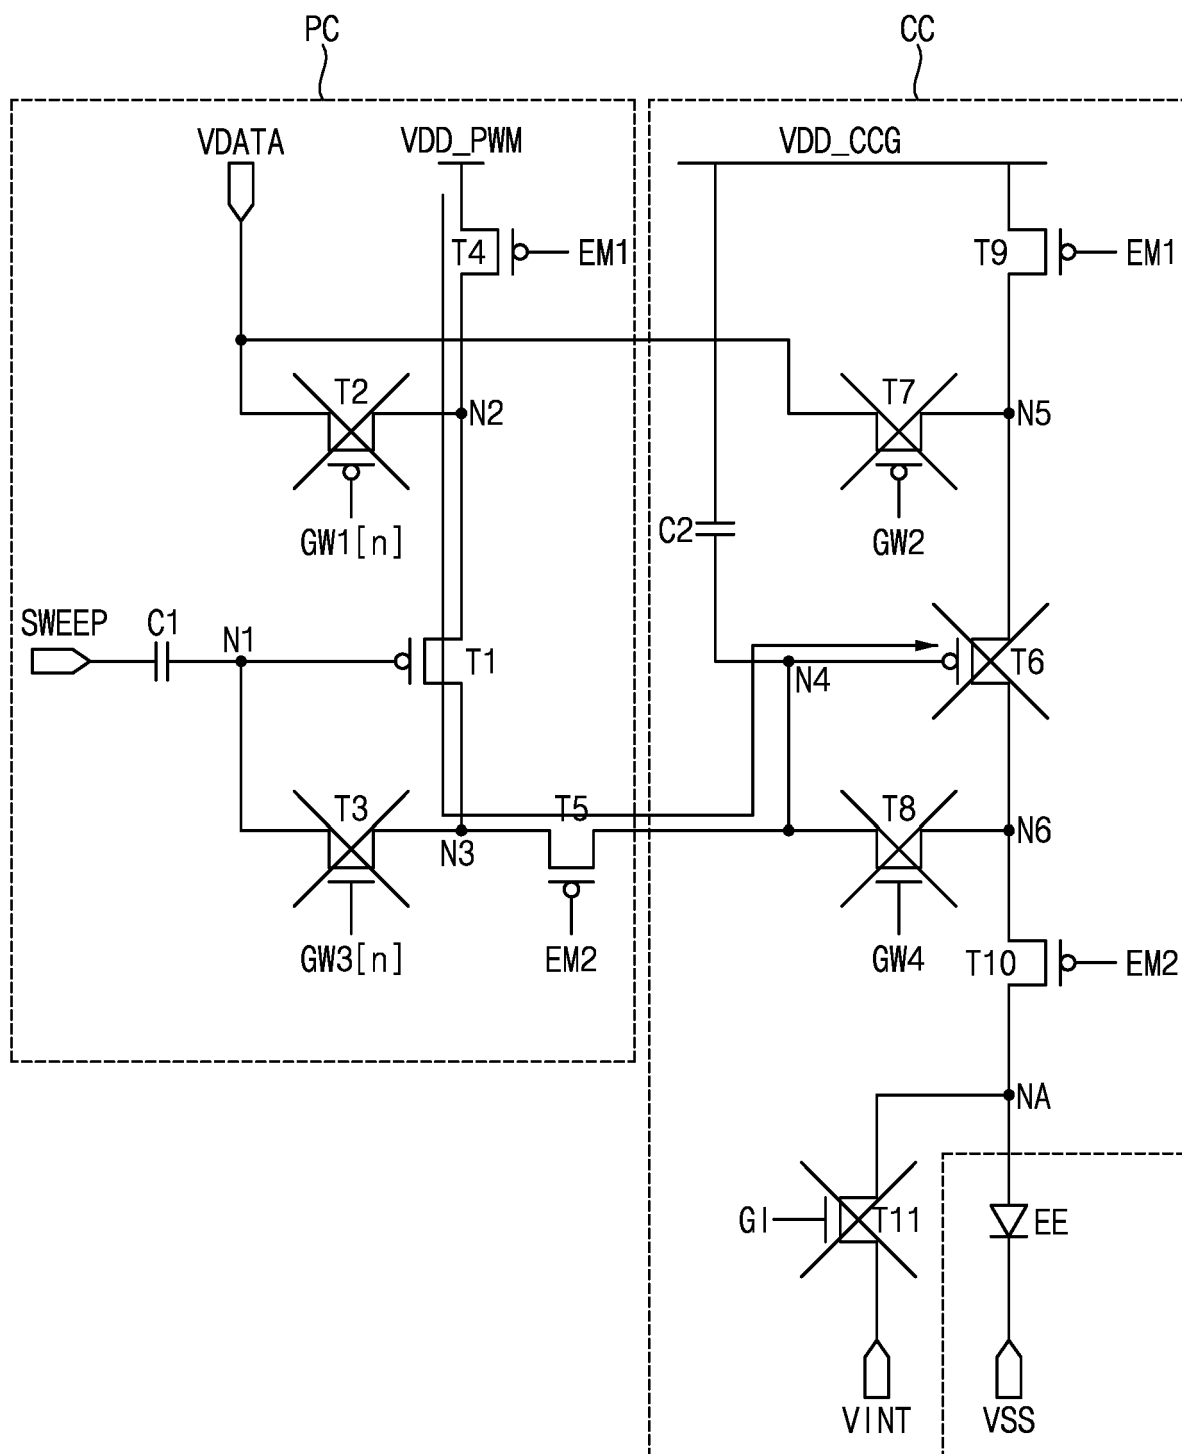 PC
CC
VDATA
VDD_PWM
VDD_CCG
T4
EM1
T9
EM1
T2
N2
T7
N5
GW1[n]
C2
GW2
SWEEP
C1
N1
T1
N4
T6
T3
T5
T8
N3
N6
GW3[n]
EM2
GW4
T10
EM2
NA
GI
T11
EE
VINT
VSS